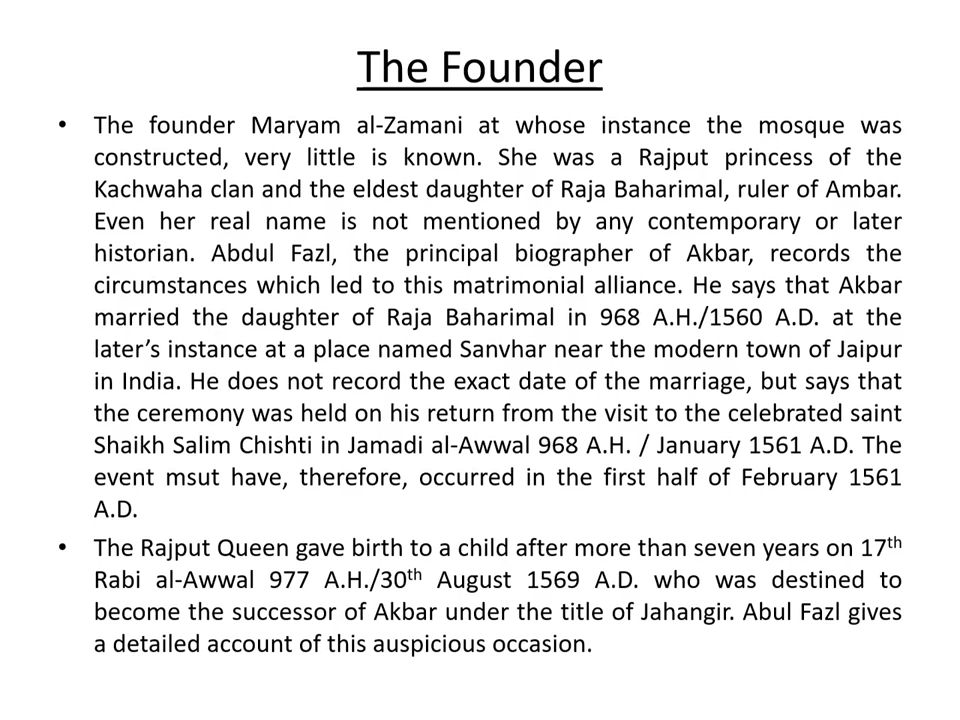 The Founder
• The founder Maryam al-Zamani at whose instance the mosque was
constructed, very little is known. She was a Rajput princess of the
Kachwaha clan and the eldest daughter of Raja Baharimal, ruler of Ambar.
Even her real name is not mentioned by any contemporary or later
historian. Abdul Fazl, the principal biographer of Akbar, records the
circumstances which led to this matrimonial alliance. He says that Akbar
married the daughter of Raja Baharimal in 968 A.H./1560 A.D. at the
later’s instance at a place named Sanvhar near the modern town of Jaipur
in India. He does not record the exact date of the marriage, but says that
the ceremony was held on his return from the visit to the celebrated saint
Shaikh Salim Chishti in Jamadi al-Awwal 968 A.H. / January 1561 A.D. The
event msut have, therefore, occurred in the first half of February 1561
A.D.
• The Rajput Queen gave birth to a child after more than seven years on 17th
Rabi al-Awwal 977 A.H./30th August 1569 A.D. who was destined to
become the successor of Akbar under the title of Jahangir. Abul Fazl gives
a detailed account of this auspicious occasion.